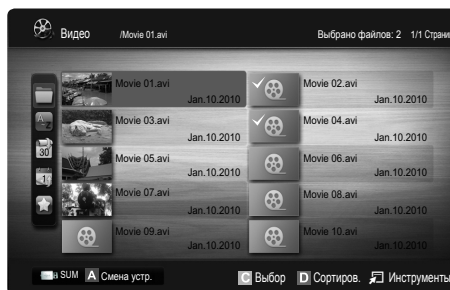 Видео /Movie 01.avi Выбрано файлов: 2 1/1 Страни
Movie 01.avi Movie 02.avi
Jan.10.2010 Jan.10.2010
Movie 03.avi Movie 04.avi
Jan.10.2010 Jan.10.2010
30
Movie 05.avi Movie 06.avi
Jan.10.2010 Jan.10.2010
1
Movie 07.avi Movie 08.avi
Jan.10.2010 Jan.10.2010
Movie 09.avi Movie 10.avi
Jan.10.2010 Jan.10.2010
a SUM A Смена устр. C Выбор D Сортиров. Инструменты